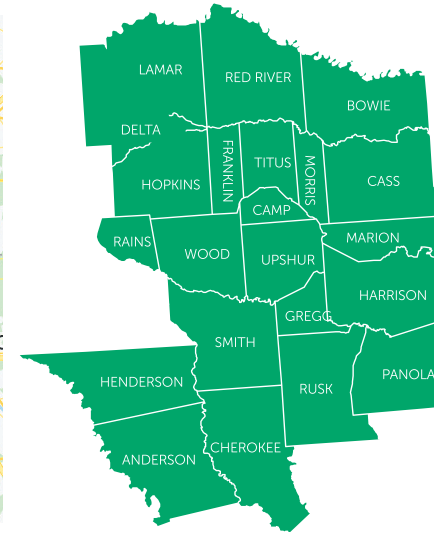 LAMAR
RED RIVER
BOWIE
DELTA
FRANKLIN
TITUS
MORRIS
HOPKINS
CASS
CAMP
RAINS
WOOD
UPSHUR
MARION
HARRISON
GREGG
SMITH
HENDERSON
RUSK
PANOLA
CHEROKEE
ANDERSON